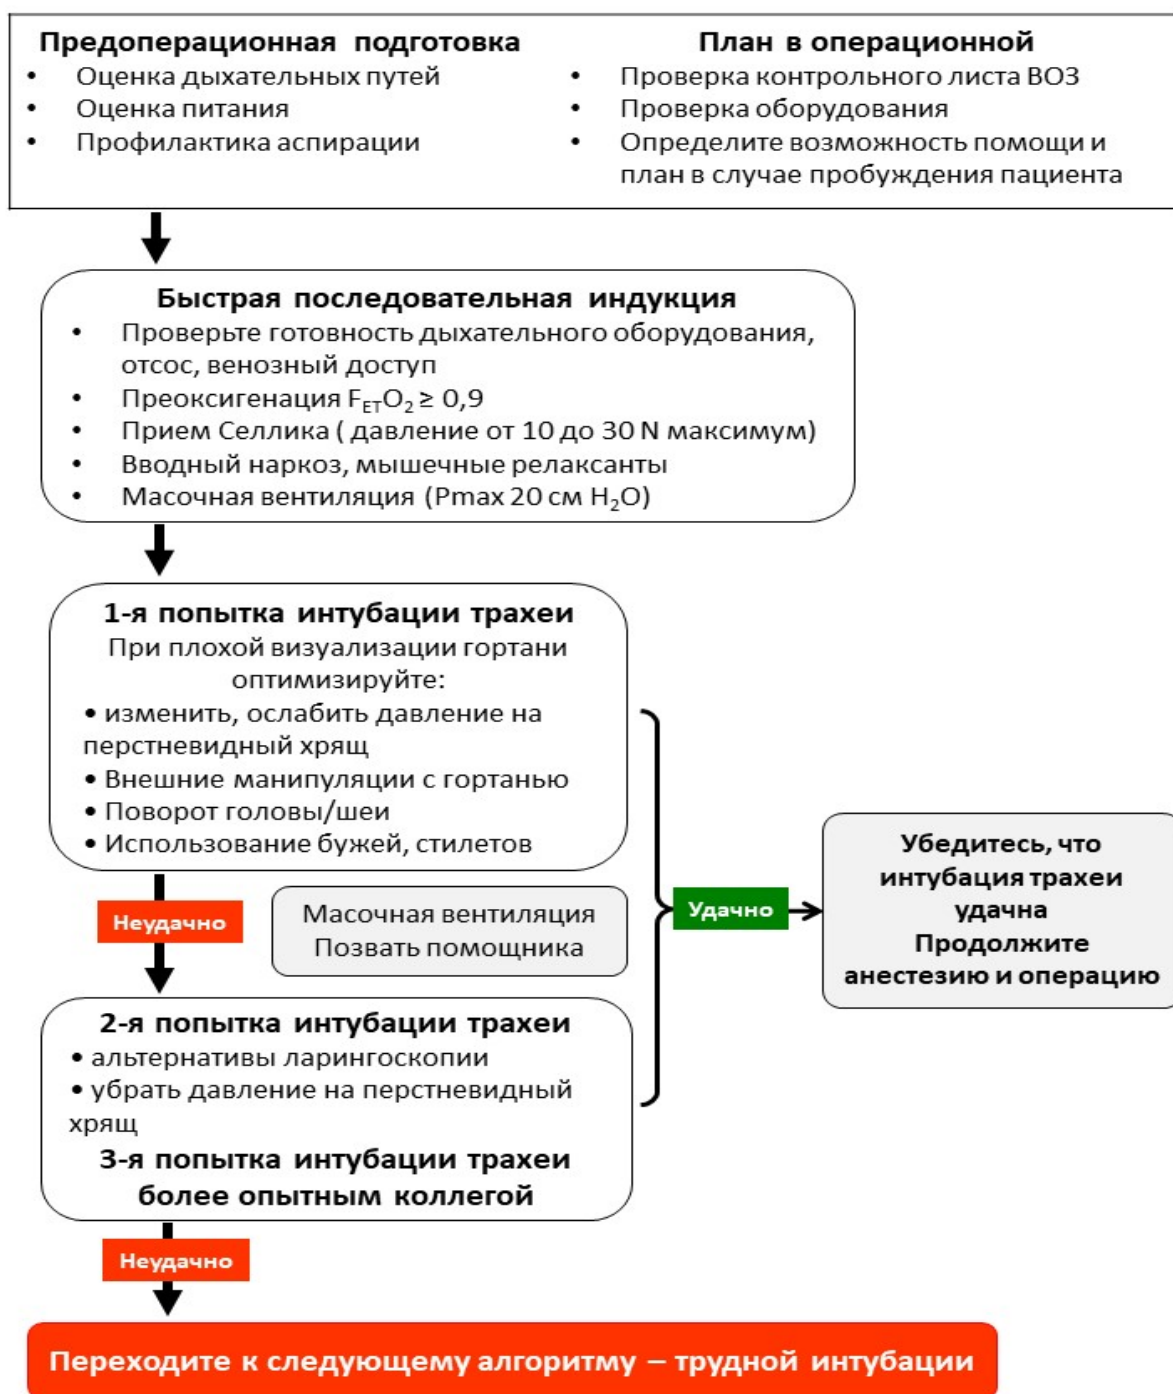 Предоперационная подготовка
• Оценка дыхательных путей
• Оценка питания
• Профилактика аспирации
План в операционной
• Проверка контрольного листа ВОЗ
• Проверка оборудования
• Определите возможность помощи и
план в случае пробуждения пациента
Быстрая последовательная индукция
• Проверьте готовность дыхательного оборудования,
отсос, венозный доступ
• Преоксигенация FETO2 ≥ 0,9
• Прием Селлика ( давление от 10 до 30 N максимум)
• Вводный наркоз, мышечные релаксанты
• Масочная вентиляция (Pmax 20 см H2O)
1-я попытка интубации трахеи
При плохой визуализации гортани
оптимизируйте:
• изменить, ослабить давление на
перстневидный хрящ
• Внешние манипуляции с гортанью
• Поворот головы/шеи
• Использование бужей, стилетов
Неудачно
Масочная вентиляция
Позвать помощника
Удачно
Убедитесь, что
интубация трахеи
удачна
Продолжите
анестезию и операцию
2-я попытка интубации трахеи
• альтернативы ларингоскопии
• убрать давление на перстневидный
хрящ
3-я попытка интубации трахеи
более опытным коллегой
Неудачно
Переходите к следующему алгоритму – трудной интубации